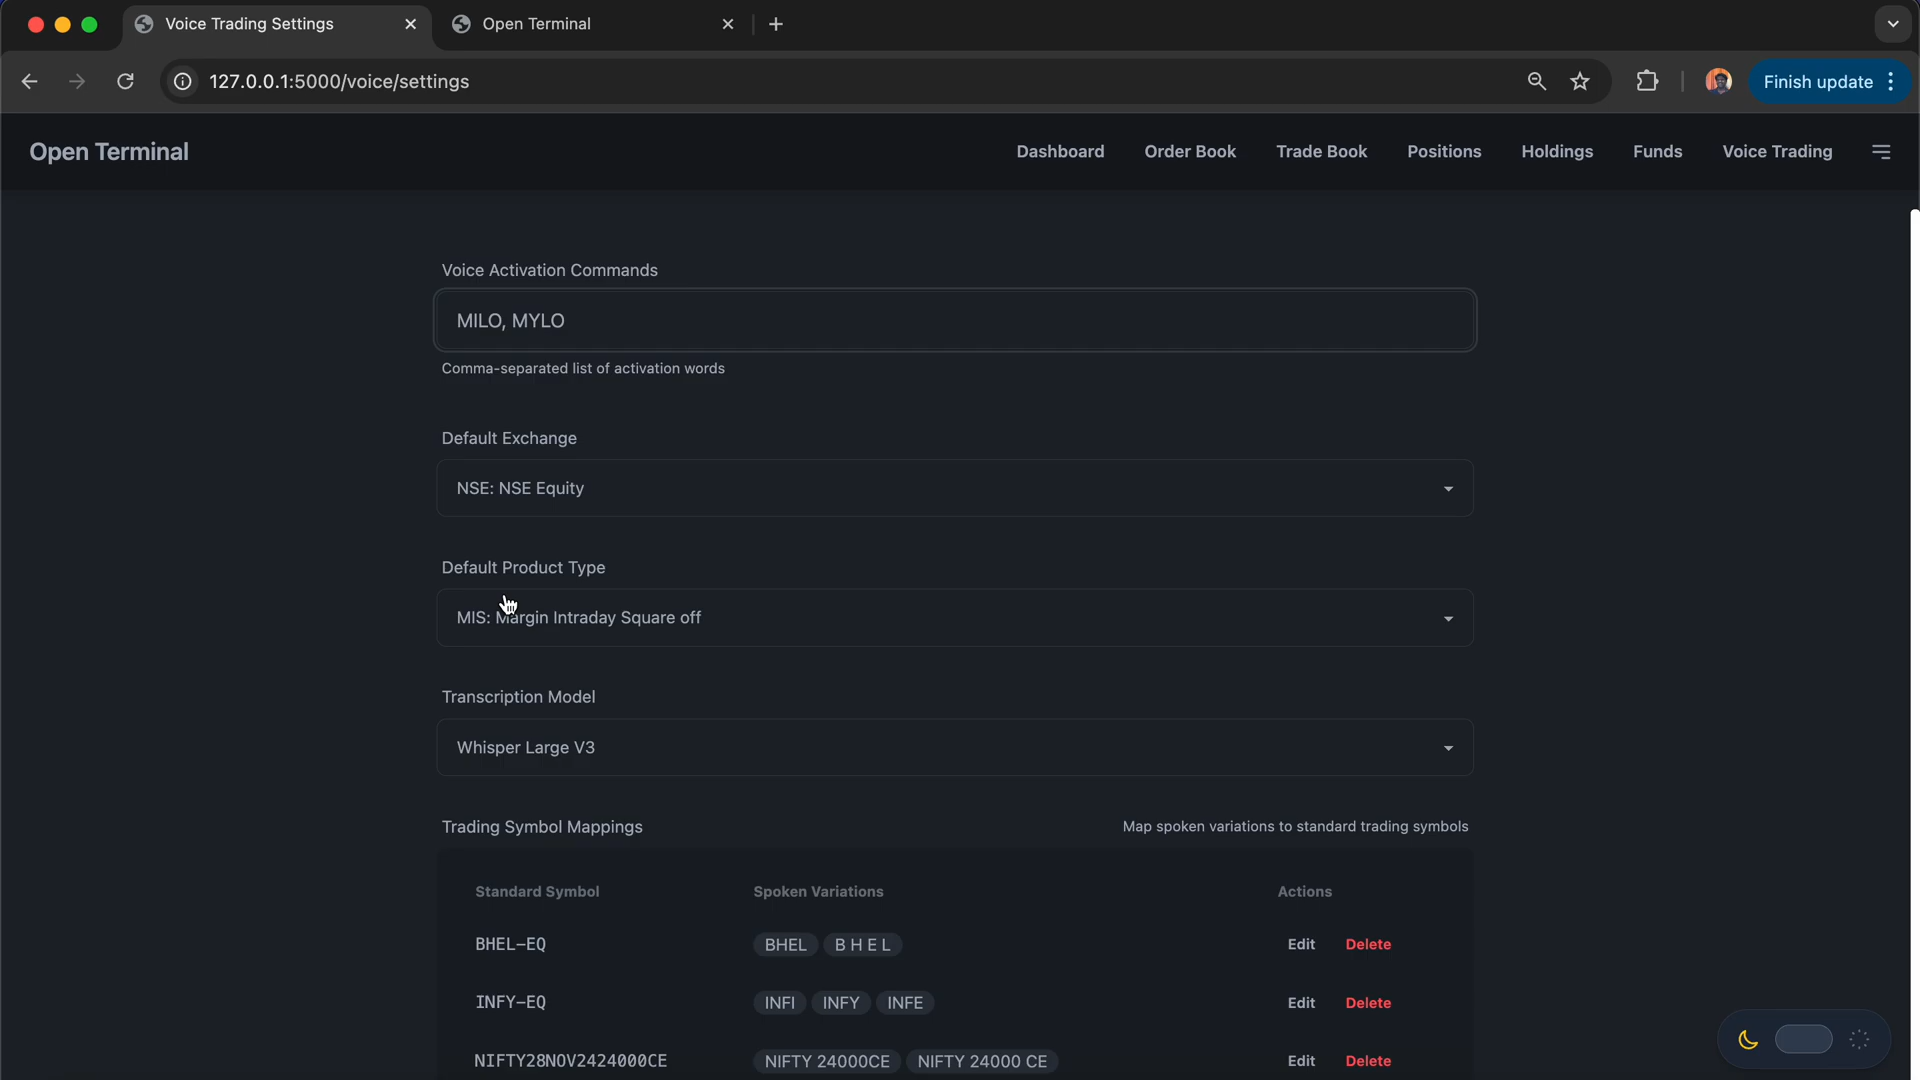 Voice Trading Settings
Open Terminal
127.0.0.1:5000/voice/settings
Finish update
Open Terminal
Dashboard
Order Book
Trade Book
Positions
Holdings
Funds
Voice Trading
Voice Activation Commands
MILO, MYLO
Comma-separated list of activation words
Default Exchange
NSE: NSE Equity
Default Product Type
MIS: Margin Intraday Square off
Transcription Model
Whisper Large V3
Trading Symbol Mappings
Map spoken variations to standard trading symbols
Standard Symbol Spoken Variations Actions
BHEL-EQ BHEL B H E L Edit Delete
INFY-EQ INFI INFY INFE Edit Delete
NIFTY28NOV2424000CE NIFTY 24000CE NIFTY 24000 CE Edit Delete